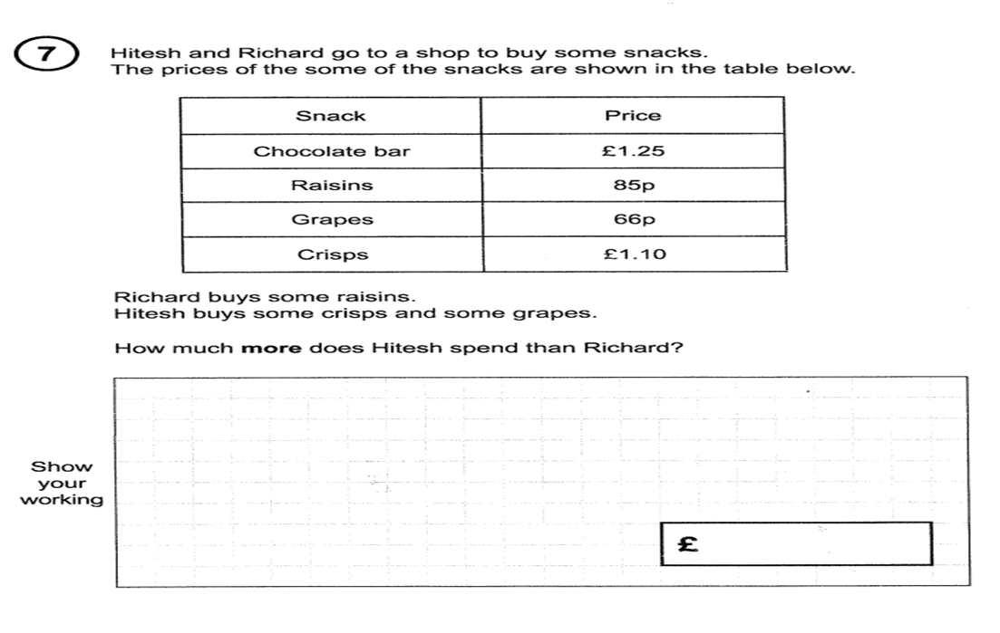 7
Hitesh and Richard go to a shop to buy some snacks.
The prices of the some of the snacks are shown in the table below.
Snack Price
Chocolate bar £1.25
Raisins 85p
Grapes 66p
Crisps £1.10
Richard buys some raisins.
Hitesh buys some crisps and some grapes.
How much more does Hitesh spend than Richard?
Show
your
working
£